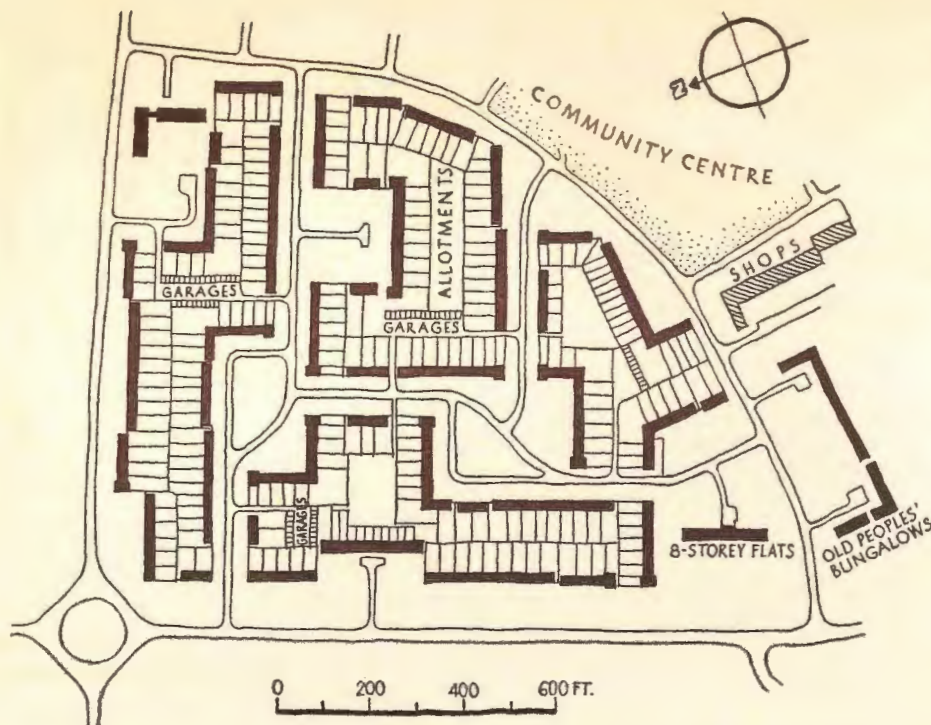 N
COMMUNITY CENTRE
SHOPS
ALLOTMENTS
GARAGES
GARAGES
GARAGES
8-STOREY FLATS
OLD PEOPLES'
BUNGALOWS
0 200 400 600 FT.